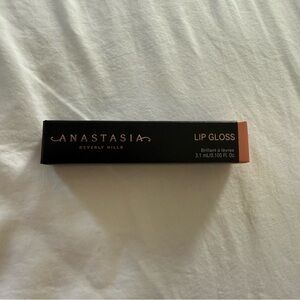 ANASTASIA
BEVERLY HILLS
LIP GLOSS
Brillant à lèvres
3.1 mL/0.105 Fl. Oz.